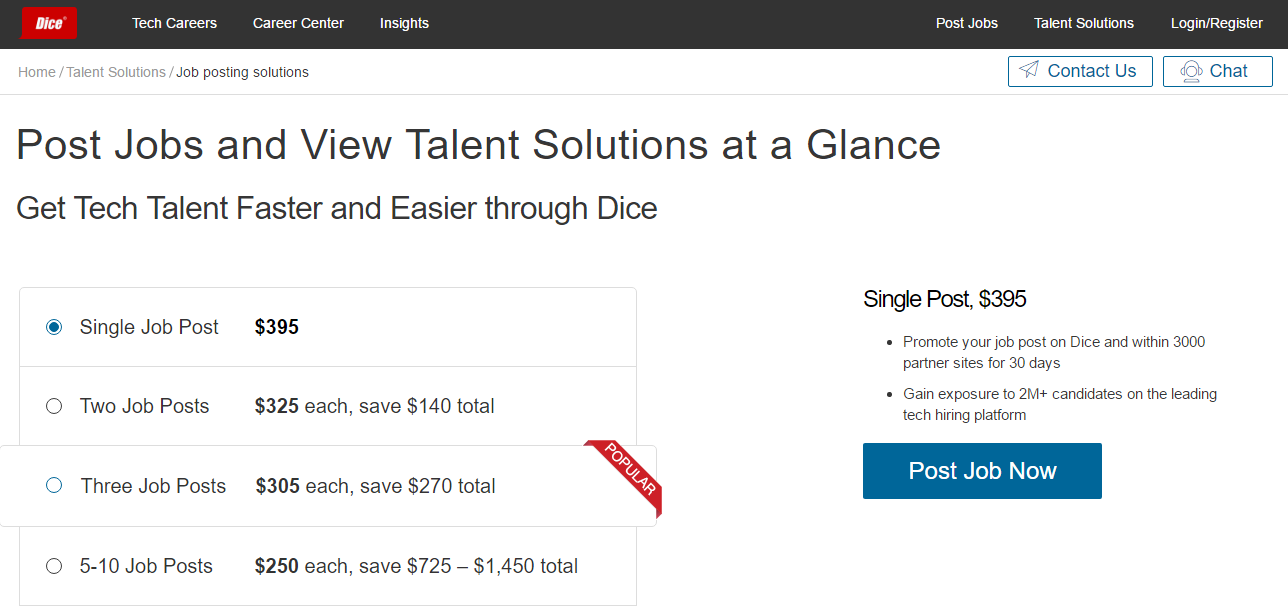 Dice®
Tech Careers
Career Center
Insights
Post Jobs
Talent Solutions
Login/Register
Home / Talent Solutions / Job posting solutions
Contact Us
Chat
Post Jobs and View Talent Solutions at a Glance
Get Tech Talent Faster and Easier through Dice
Single Job Post $395
Two Job Posts $325 each, save $140 total
POPULAR
Three Job Posts $305 each, save $270 total
5-10 Job Posts $250 each, save $725 – $1,450 total
Single Post, $395
• Promote your job post on Dice and within 3000
partner sites for 30 days
• Gain exposure to 2M+ candidates on the leading
tech hiring platform
Post Job Now